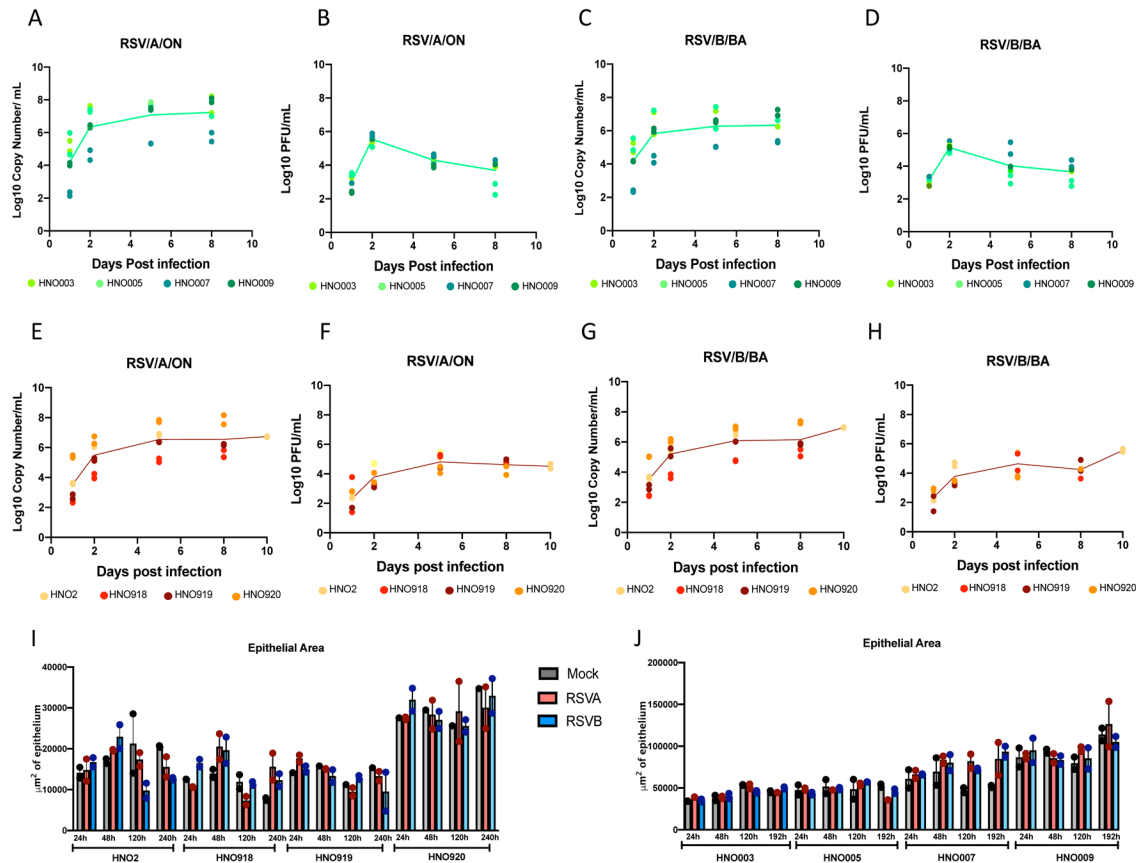 A
B
C
D
RSV/A/ON
RSV/A/ON
RSV/B/BA
RSV/B/BA
Log10 Copy Number/ mL
10
8
6
4
2
0
0 2 4 6 8 10
Days Post infection
HNO003 HNO005 HNO007 HNO009
Log10 PFU/mL
10
8
6
4
2
0
0 2 4 6 8 10
Days Post infection
HNO003 HNO005 HNO007 HNO009
Log10 Copy Number/mL
10
8
6
4
2
0
0 2 4 6 8 10
Days Post infection
HNO003 HNO005 HNO007 HNO009
Log10 PFU/mL
10
8
6
4
2
0
0 2 4 6 8 10
Days Post infection
HNO003 HNO005 HNO007 HNO009
E
F
G
H
RSV/A/ON
RSV/A/ON
RSV/B/BA
RSV/B/BA
Log10 Copy Number/mL
10
8
6
4
2
0
0 2 4 6 8 10
Days post infection
HNO2 HNO918 HNO919 HNO920
Log10 PFU/mL
10
8
6
4
2
0
0 2 4 6 8 10
Days post infection
HNO2 HNO918 HNO919 HNO920
Log10 Copy Number/mL
10
8
6
4
2
0
0 2 4 6 8 10
Days post infection
HNO2 HNO918 HNO919 HNO920
Log10 PFU/mL
10
8
6
4
2
0
0 2 4 6 8 10
Days post infection
HNO2 HNO918 HNO919 HNO920
I
Epithelial Area
μm² of epithelium
40000
30000
20000
10000
0
24h 48h 120h 240h 24h 48h 120h 240h 24h 48h 120h 240h 24h 48h 120h 240h
HNO2 HNO918 HNO919 HNO920
Mock
RSVA
RSVB
J
Epithelial Area
μm² of epithelium
200000
150000
100000
50000
0
24h 48h 120h 192h 24h 48h 120h 192h 24h 48h 120h 192h 24h 48h 120h 192h
HNO003 HNO005 HNO007 HNO009